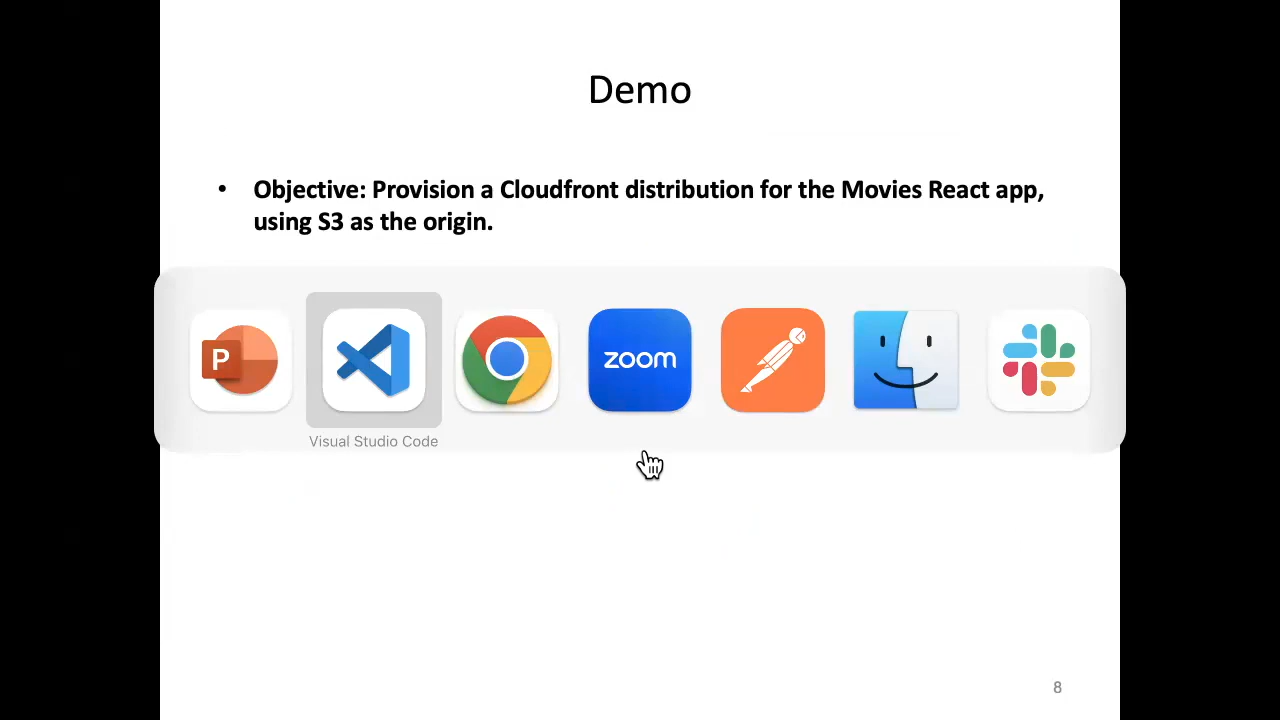 Demo
• Objective: Provision a Cloudfront distribution for the Movies React app,
using S3 as the origin.
P
zoom
Visual Studio Code
8